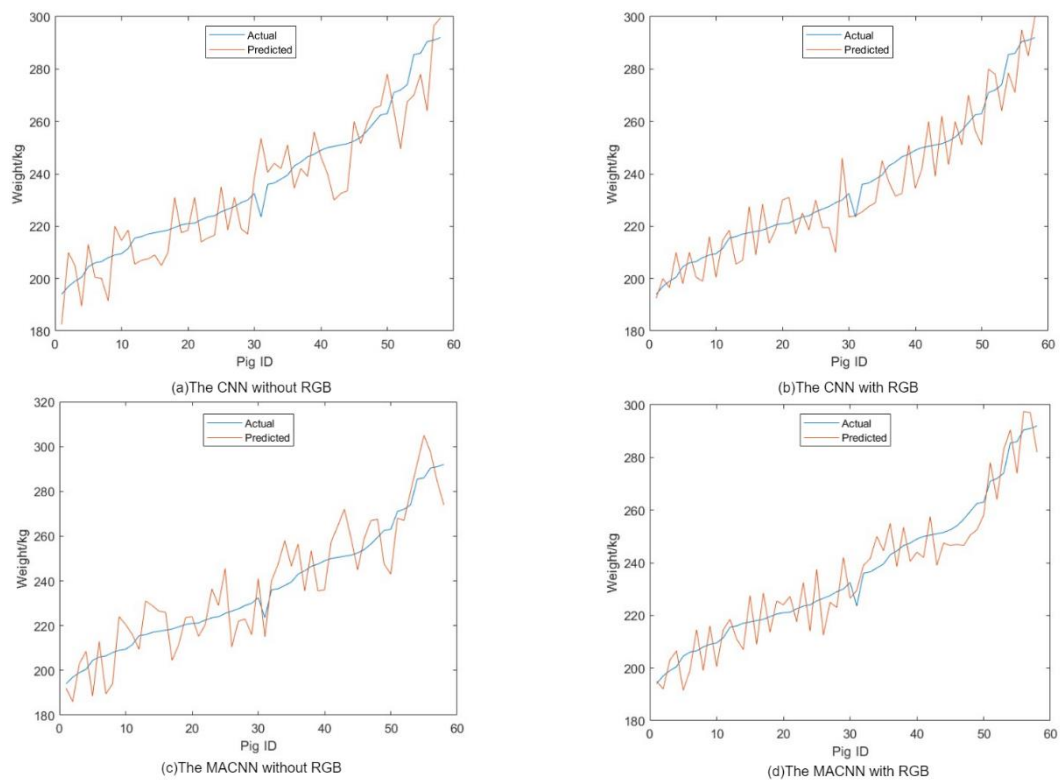 300
280
260
240
220
200
180
Weight/kg
Actual
Predicted
0 10 20 30 40 50 60
Pig ID
(a)The CNN without RGB
300
280
260
240
220
200
180
Weight/kg
Actual
Predicted
0 10 20 30 40 50 60
Pig ID
(b)The CNN with RGB
320
300
280
260
240
220
200
180
Weight/kg
Actual
Predicted
0 10 20 30 40 50 60
Pig ID
(c)The MACNN without RGB
300
280
260
240
220
200
180
Weight/kg
Actual
Predicted
0 10 20 30 40 50 60
Pig ID
(d)The MACNN with RGB